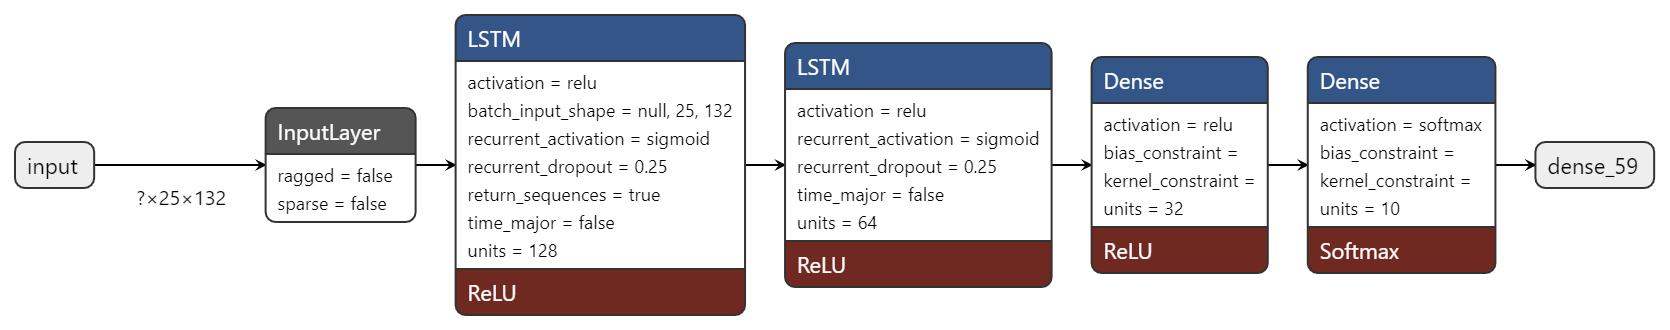 input
?×25×132
InputLayer
ragged = false
sparse = false
LSTM
activation = relu
batch_input_shape = null, 25, 132
recurrent_activation = sigmoid
recurrent_dropout = 0.25
return_sequences = true
time_major = false
units = 128
ReLU
LSTM
activation = relu
recurrent_activation = sigmoid
recurrent_dropout = 0.25
time_major = false
units = 64
ReLU
Dense
activation = relu
bias_constraint =
kernel_constraint =
units = 32
ReLU
Dense
activation = softmax
bias_constraint =
kernel_constraint =
units = 10
Softmax
dense_59